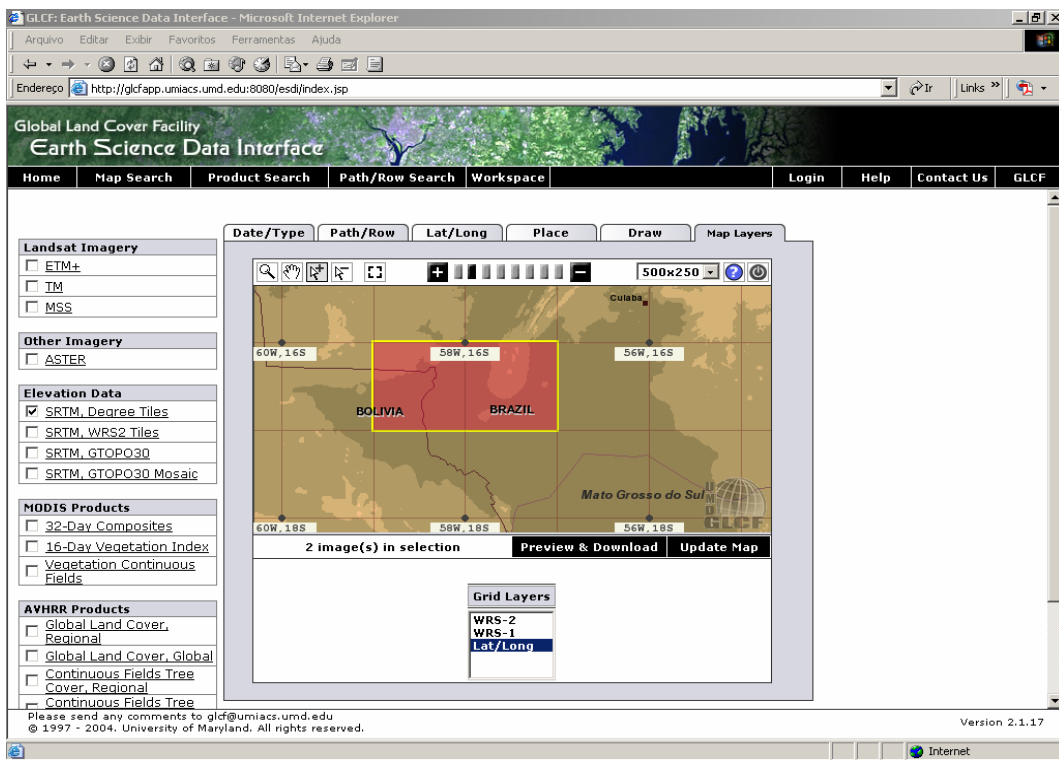 GLCF: Earth Science Data Interface - Microsoft Internet Explorer
Arquivo Editar Exibir Favoritos Ferramentas Ajuda
Endereço http://glcfapp.umiacs.umd.edu:8080/esdi/index.jsp Ir Links »
Global Land Cover Facility
Earth Science Data Interface
Home Map Search Product Search Path/Row Search Workspace Login Help Contact Us GLCF
Date/Type Path/Row Lat/Long Place Draw Map Layers
Landsat Imagery
ETM+
TM
MSS
Other Imagery
ASTER
Elevation Data
SRTM, Degree Tiles
SRTM, WRS2 Tiles
SRTM, GTOPO30
SRTM, GTOPO30 Mosaic
MODIS Products
32-Day Composites
16-Day Vegetation Index
Vegetation Continuous
Fields
AVHRR Products
Global Land Cover,
Regional
Global Land Cover, Global
Continuous Fields Tree
Cover, Regional
Continuous Fields Tree
500x250
Cuiaba
60W,16S 58W,16S 56W,16S
BOLIVIA BRAZIL
Mato Grosso do Sul
UMD
GLCF
60W,18S 58W,18S 56W,18S
2 image(s) in selection Preview & Download Update Map
Grid Layers
WRS-2
WRS-1
Lat/Long
Please send any comments to glcf@umiacs.umd.edu
© 1997 - 2004. University of Maryland. All rights reserved.
Version 2.1.17
Internet